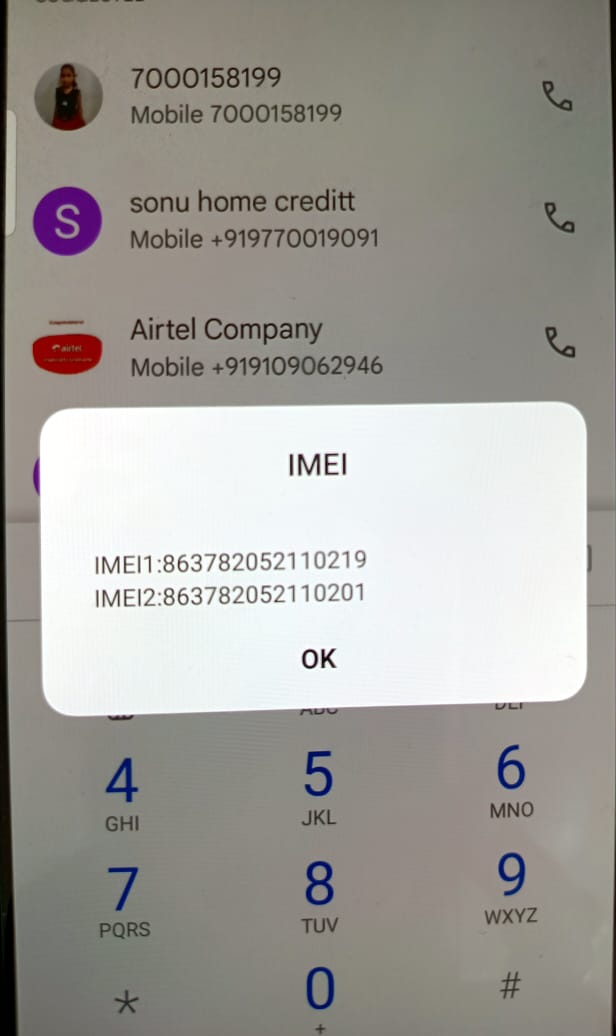 7000158199
Mobile 7000158199
S
sonu home creditt
Mobile +919770019091
airtel
Airtel Company
Mobile +919109062946
IMEI
IMEI1:863782052110219
IMEI2:863782052110201
OK
ABC
DEF
4
5
6
GHI
JKL
MNO
7
8
9
PQRS
TUV
WXYZ
*
0
#
+